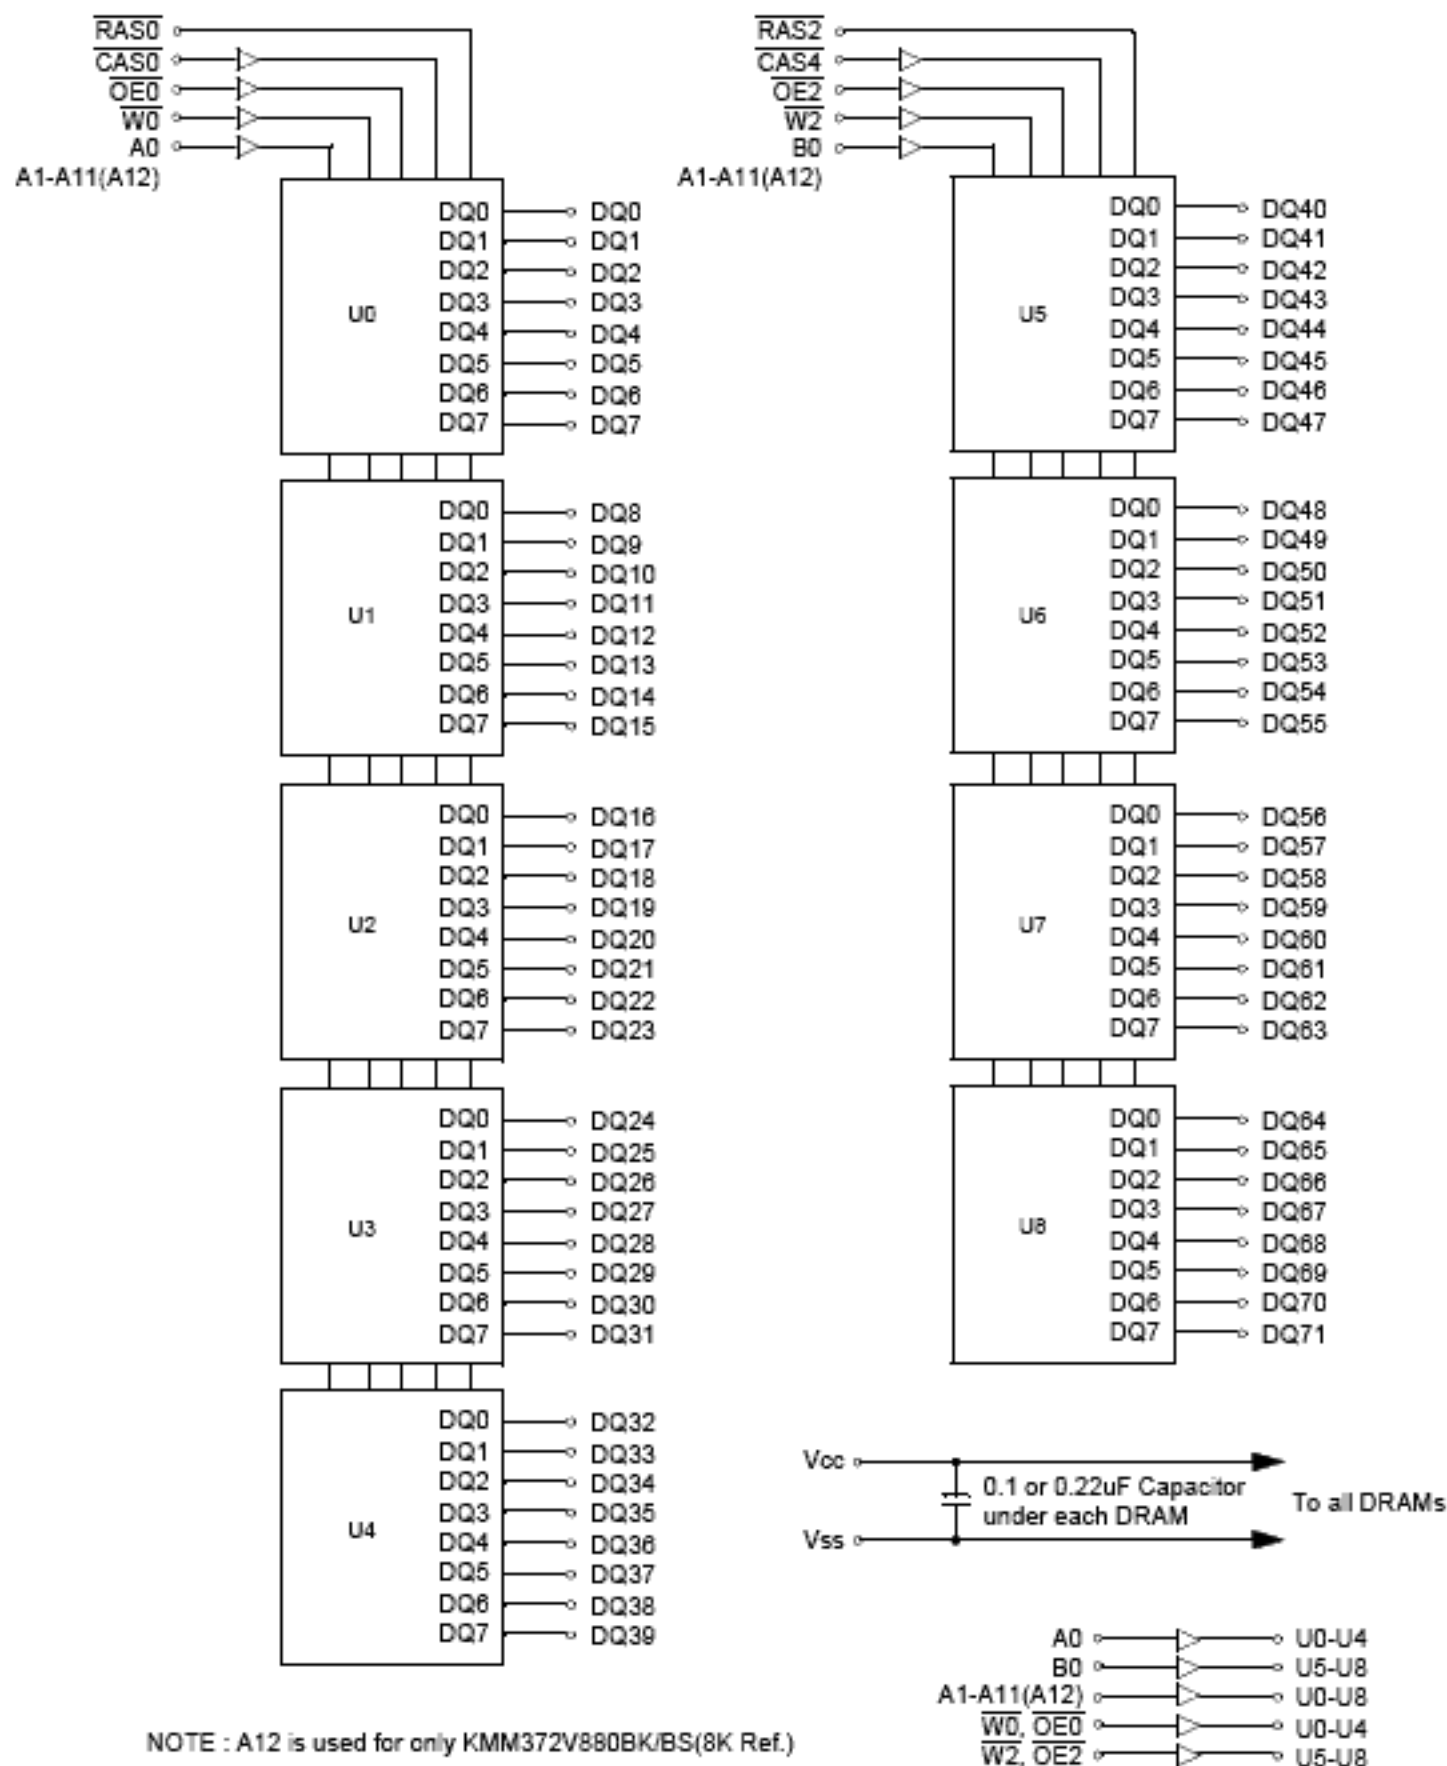 RAS0
CAS0
OE0
W0
A0
A1-A11(A12)
U0
DQ0 DQ0
DQ1 DQ1
DQ2 DQ2
DQ3 DQ3
DQ4 DQ4
DQ5 DQ5
DQ6 DQ6
DQ7 DQ7
U1
DQ0 DQ8
DQ1 DQ9
DQ2 DQ10
DQ3 DQ11
DQ4 DQ12
DQ5 DQ13
DQ6 DQ14
DQ7 DQ15
U2
DQ0 DQ16
DQ1 DQ17
DQ2 DQ18
DQ3 DQ19
DQ4 DQ20
DQ5 DQ21
DQ6 DQ22
DQ7 DQ23
U3
DQ0 DQ24
DQ1 DQ25
DQ2 DQ26
DQ3 DQ27
DQ4 DQ28
DQ5 DQ29
DQ6 DQ30
DQ7 DQ31
U4
DQ0 DQ32
DQ1 DQ33
DQ2 DQ34
DQ3 DQ35
DQ4 DQ36
DQ5 DQ37
DQ6 DQ38
DQ7 DQ39
NOTE : A12 is used for only KMM372V880BK/BS(8K Ref.)
RAS2
CAS4
OE2
W2
B0
A1-A11(A12)
U5
DQ0 DQ40
DQ1 DQ41
DQ2 DQ42
DQ3 DQ43
DQ4 DQ44
DQ5 DQ45
DQ6 DQ46
DQ7 DQ47
U6
DQ0 DQ48
DQ1 DQ49
DQ2 DQ50
DQ3 DQ51
DQ4 DQ52
DQ5 DQ53
DQ6 DQ54
DQ7 DQ55
U7
DQ0 DQ56
DQ1 DQ57
DQ2 DQ58
DQ3 DQ59
DQ4 DQ60
DQ5 DQ61
DQ6 DQ62
DQ7 DQ63
U8
DQ0 DQ64
DQ1 DQ65
DQ2 DQ66
DQ3 DQ67
DQ4 DQ68
DQ5 DQ69
DQ6 DQ70
DQ7 DQ71
Vcc
0.1 or 0.22uF Capacitor
under each DRAM
To all DRAMs
Vss
A0 U0-U4
B0 U5-U8
A1-A11(A12) U0-U8
W0, OE0 U0-U4
W2, OE2 U5-U8